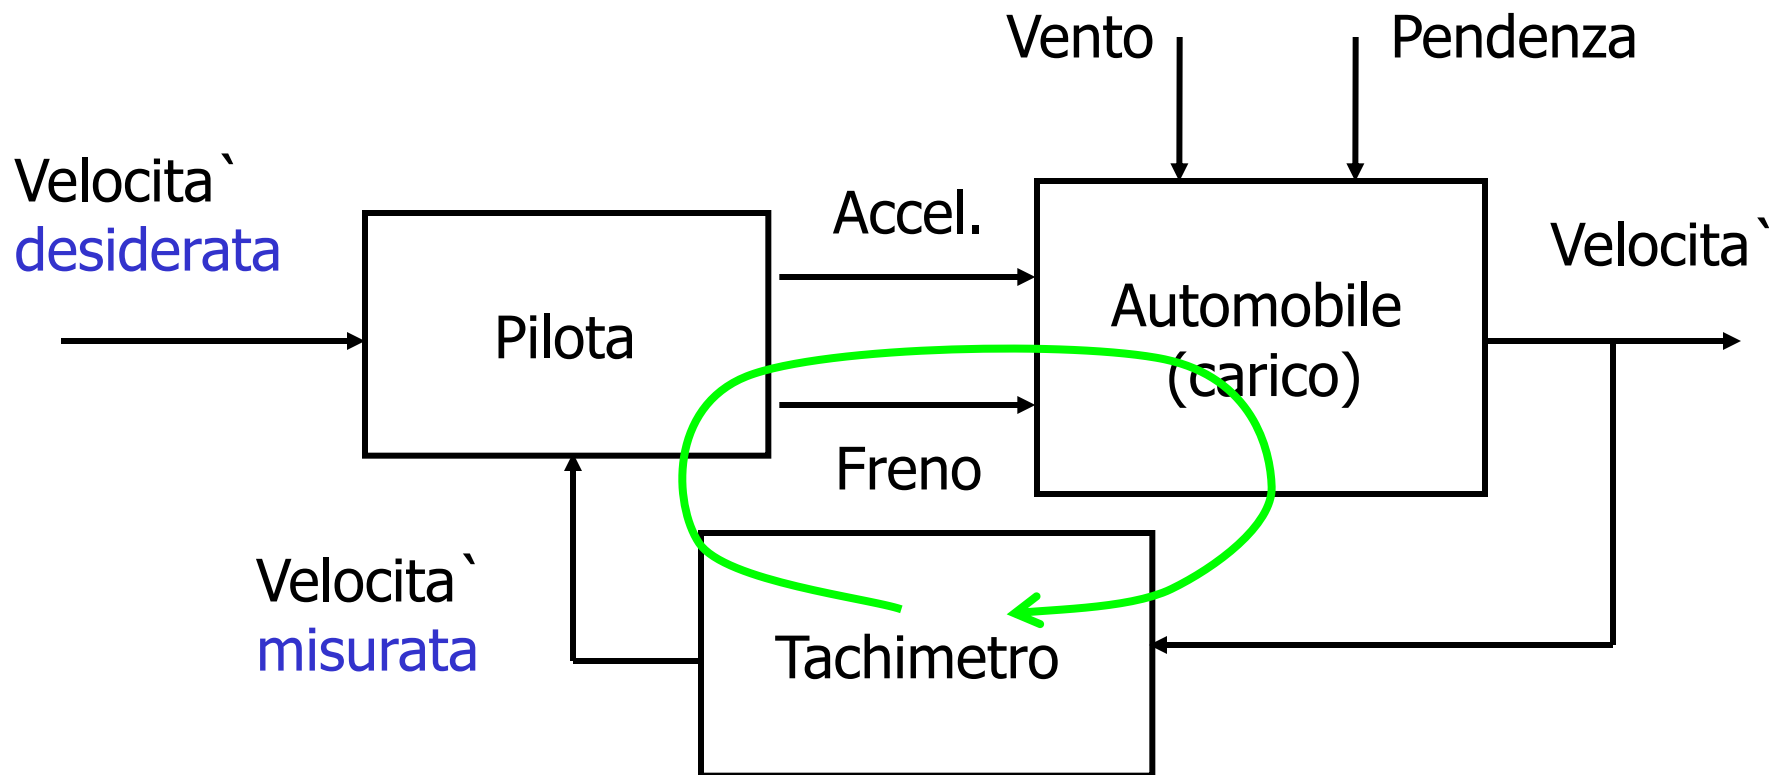 Vento
Pendenza
Velocita`
desiderata
Accel.
Velocita`
Pilota
Automobile
(carico)
Freno
Velocita`
misurata
Tachimetro